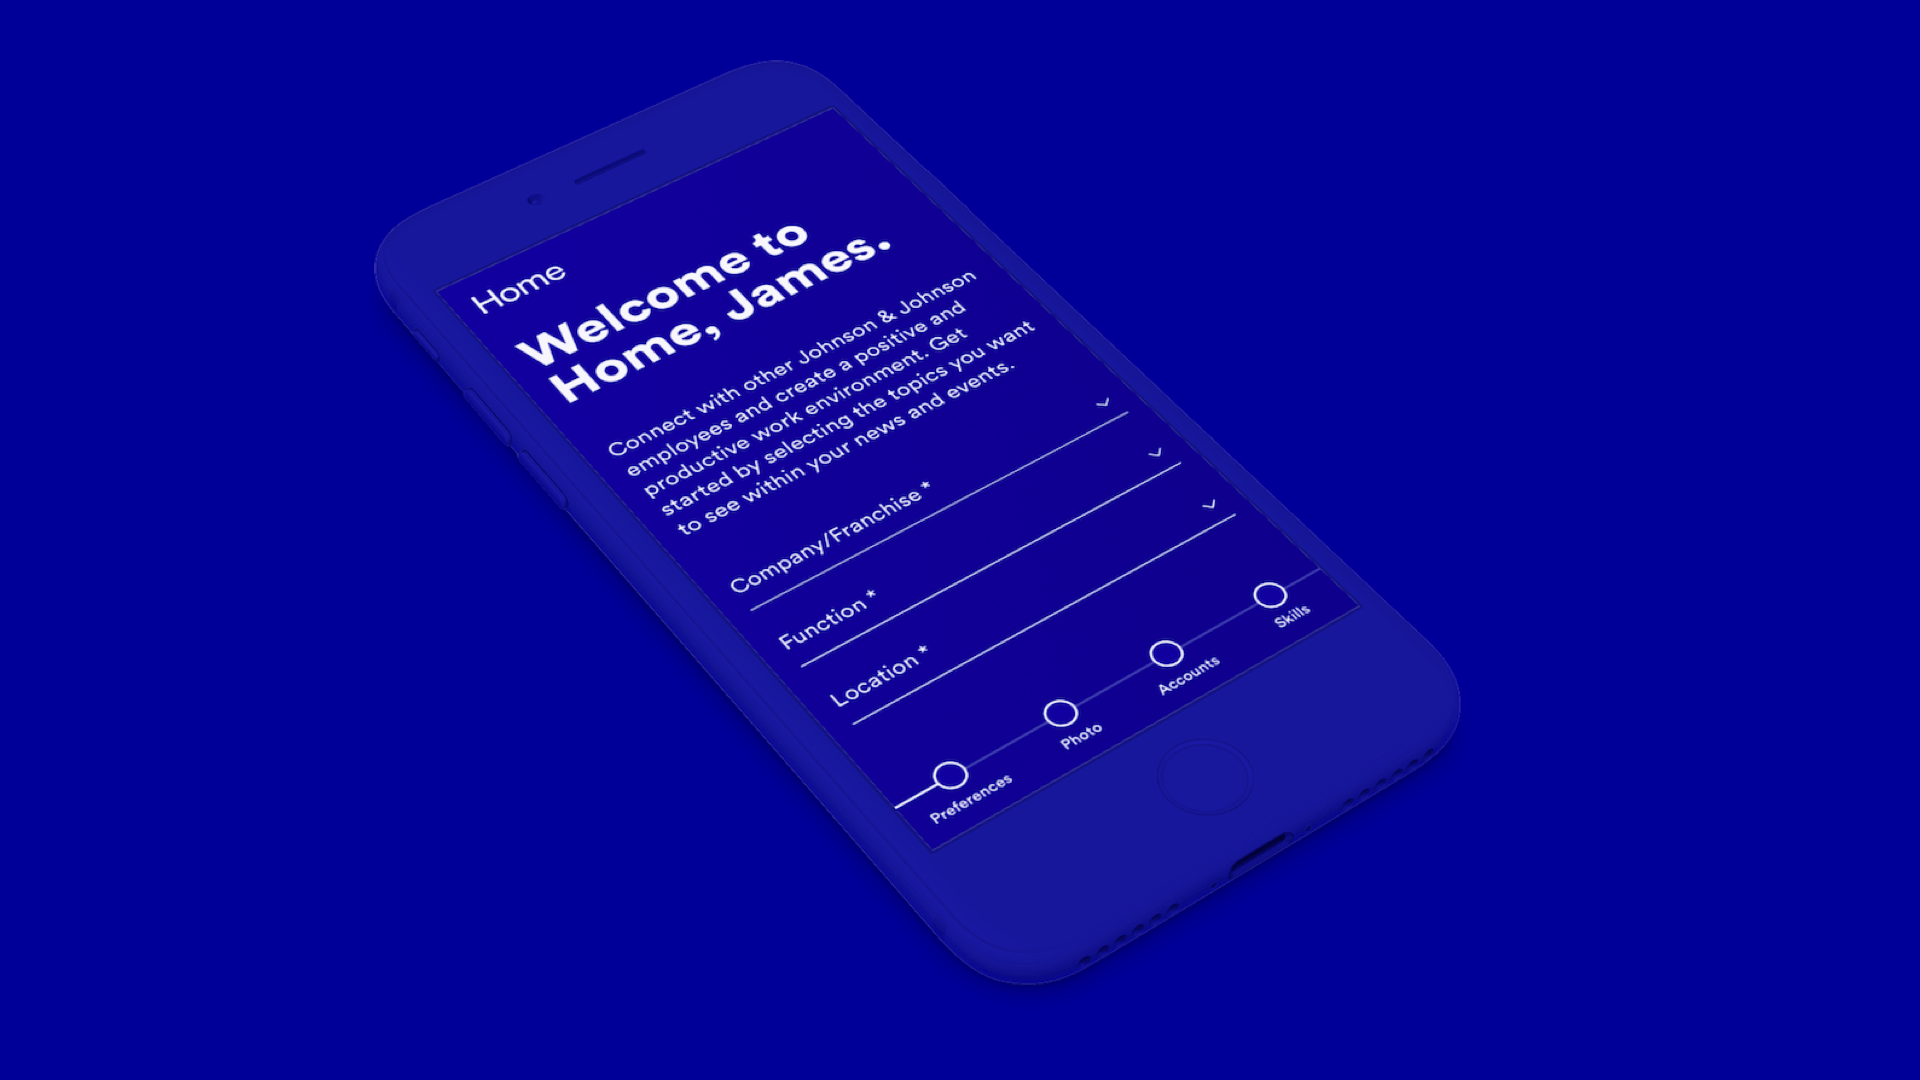 Home
Welcome to
Home, James.
Connect with other Johnson & Johnson
employees and create a positive and
productive work environment. Get
started by selecting the topics you want
to see within your news and events.
Company/Franchise *
Function *
Location *
Preferences
Photo
Accounts
Skills